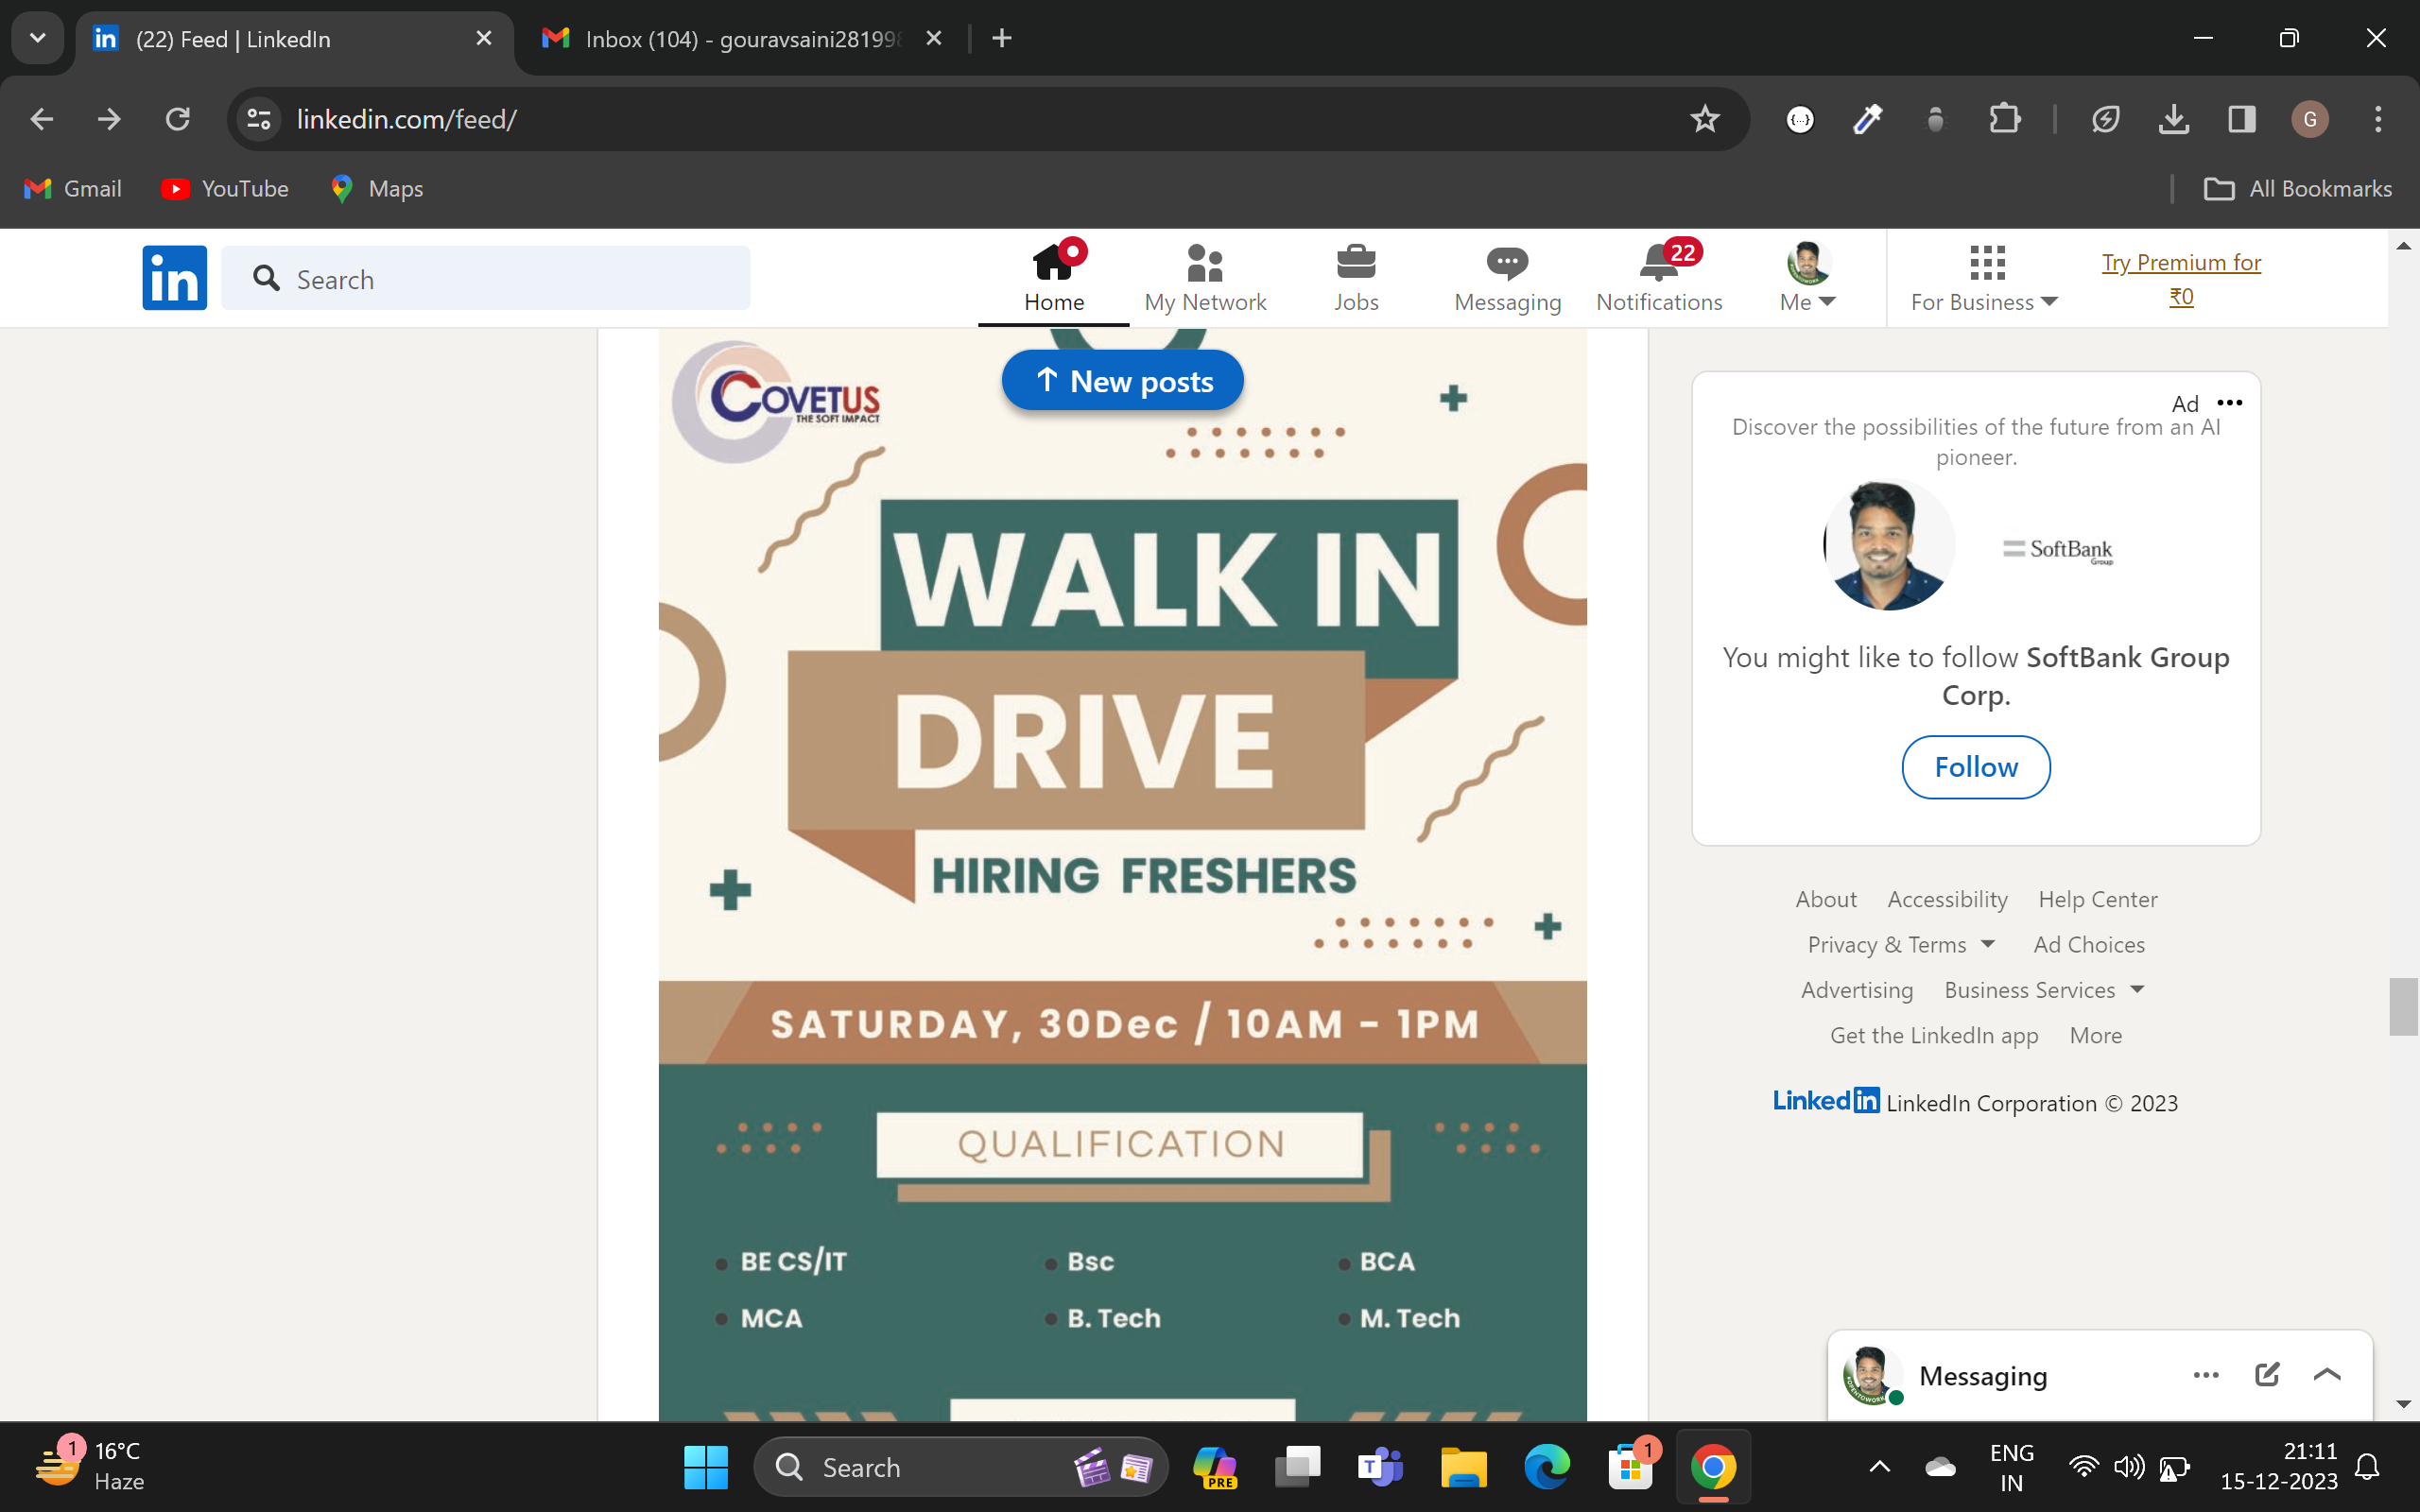 (22) Feed | LinkedIn
Inbox (104) - gouravsaini28199
linkedin.com/feed/
Gmail
YouTube
Maps
All Bookmarks
in
Search
Home
My Network
Jobs
Messaging
22
Notifications
Me
For Business
Try Premium for
₹0
COVETUS
THE SOFT IMPACT
New posts
WALK IN
DRIVE
HIRING FRESHERS
SATURDAY, 30Dec / 10AM - 1PM
QUALIFICATION
BE CS/IT
Bsc
BCA
MCA
B. Tech
M. Tech
Ad
Discover the possibilities of the future from an AI
pioneer.
SoftBank
Group
You might like to follow SoftBank Group
Corp.
Follow
About
Accessibility
Help Center
Privacy & Terms
Ad Choices
Advertising
Business Services
Get the LinkedIn app
More
LinkedIn LinkedIn Corporation © 2023
Messaging
1
16°C
Haze
Search
PRE
T
1
ENG
IN
21:11
15-12-2023
G